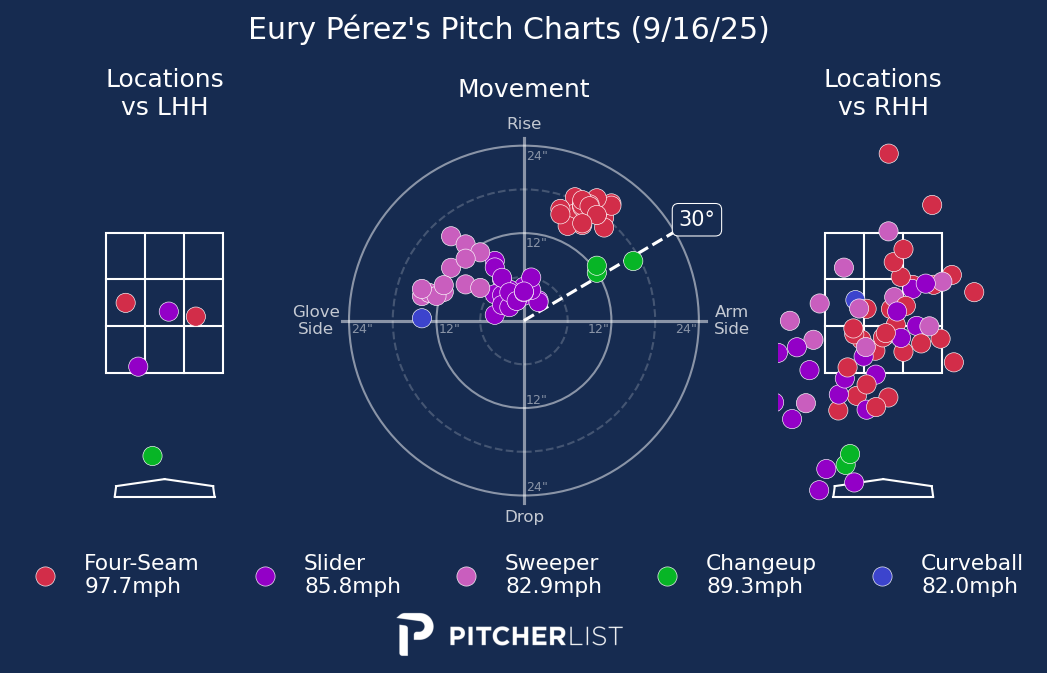 Eury Pérez's Pitch Charts (9/16/25)
Locations
vs LHH
Movement
Locations
vs RHH
Rise
24"
30°
12"
Glove
Side
24"
12"
12"
24"
Arm
Side
12"
24"
Drop
Four-Seam
97.7mph
Slider
85.8mph
Sweeper
82.9mph
Changeup
89.3mph
Curveball
82.0mph
PITCHERLIST